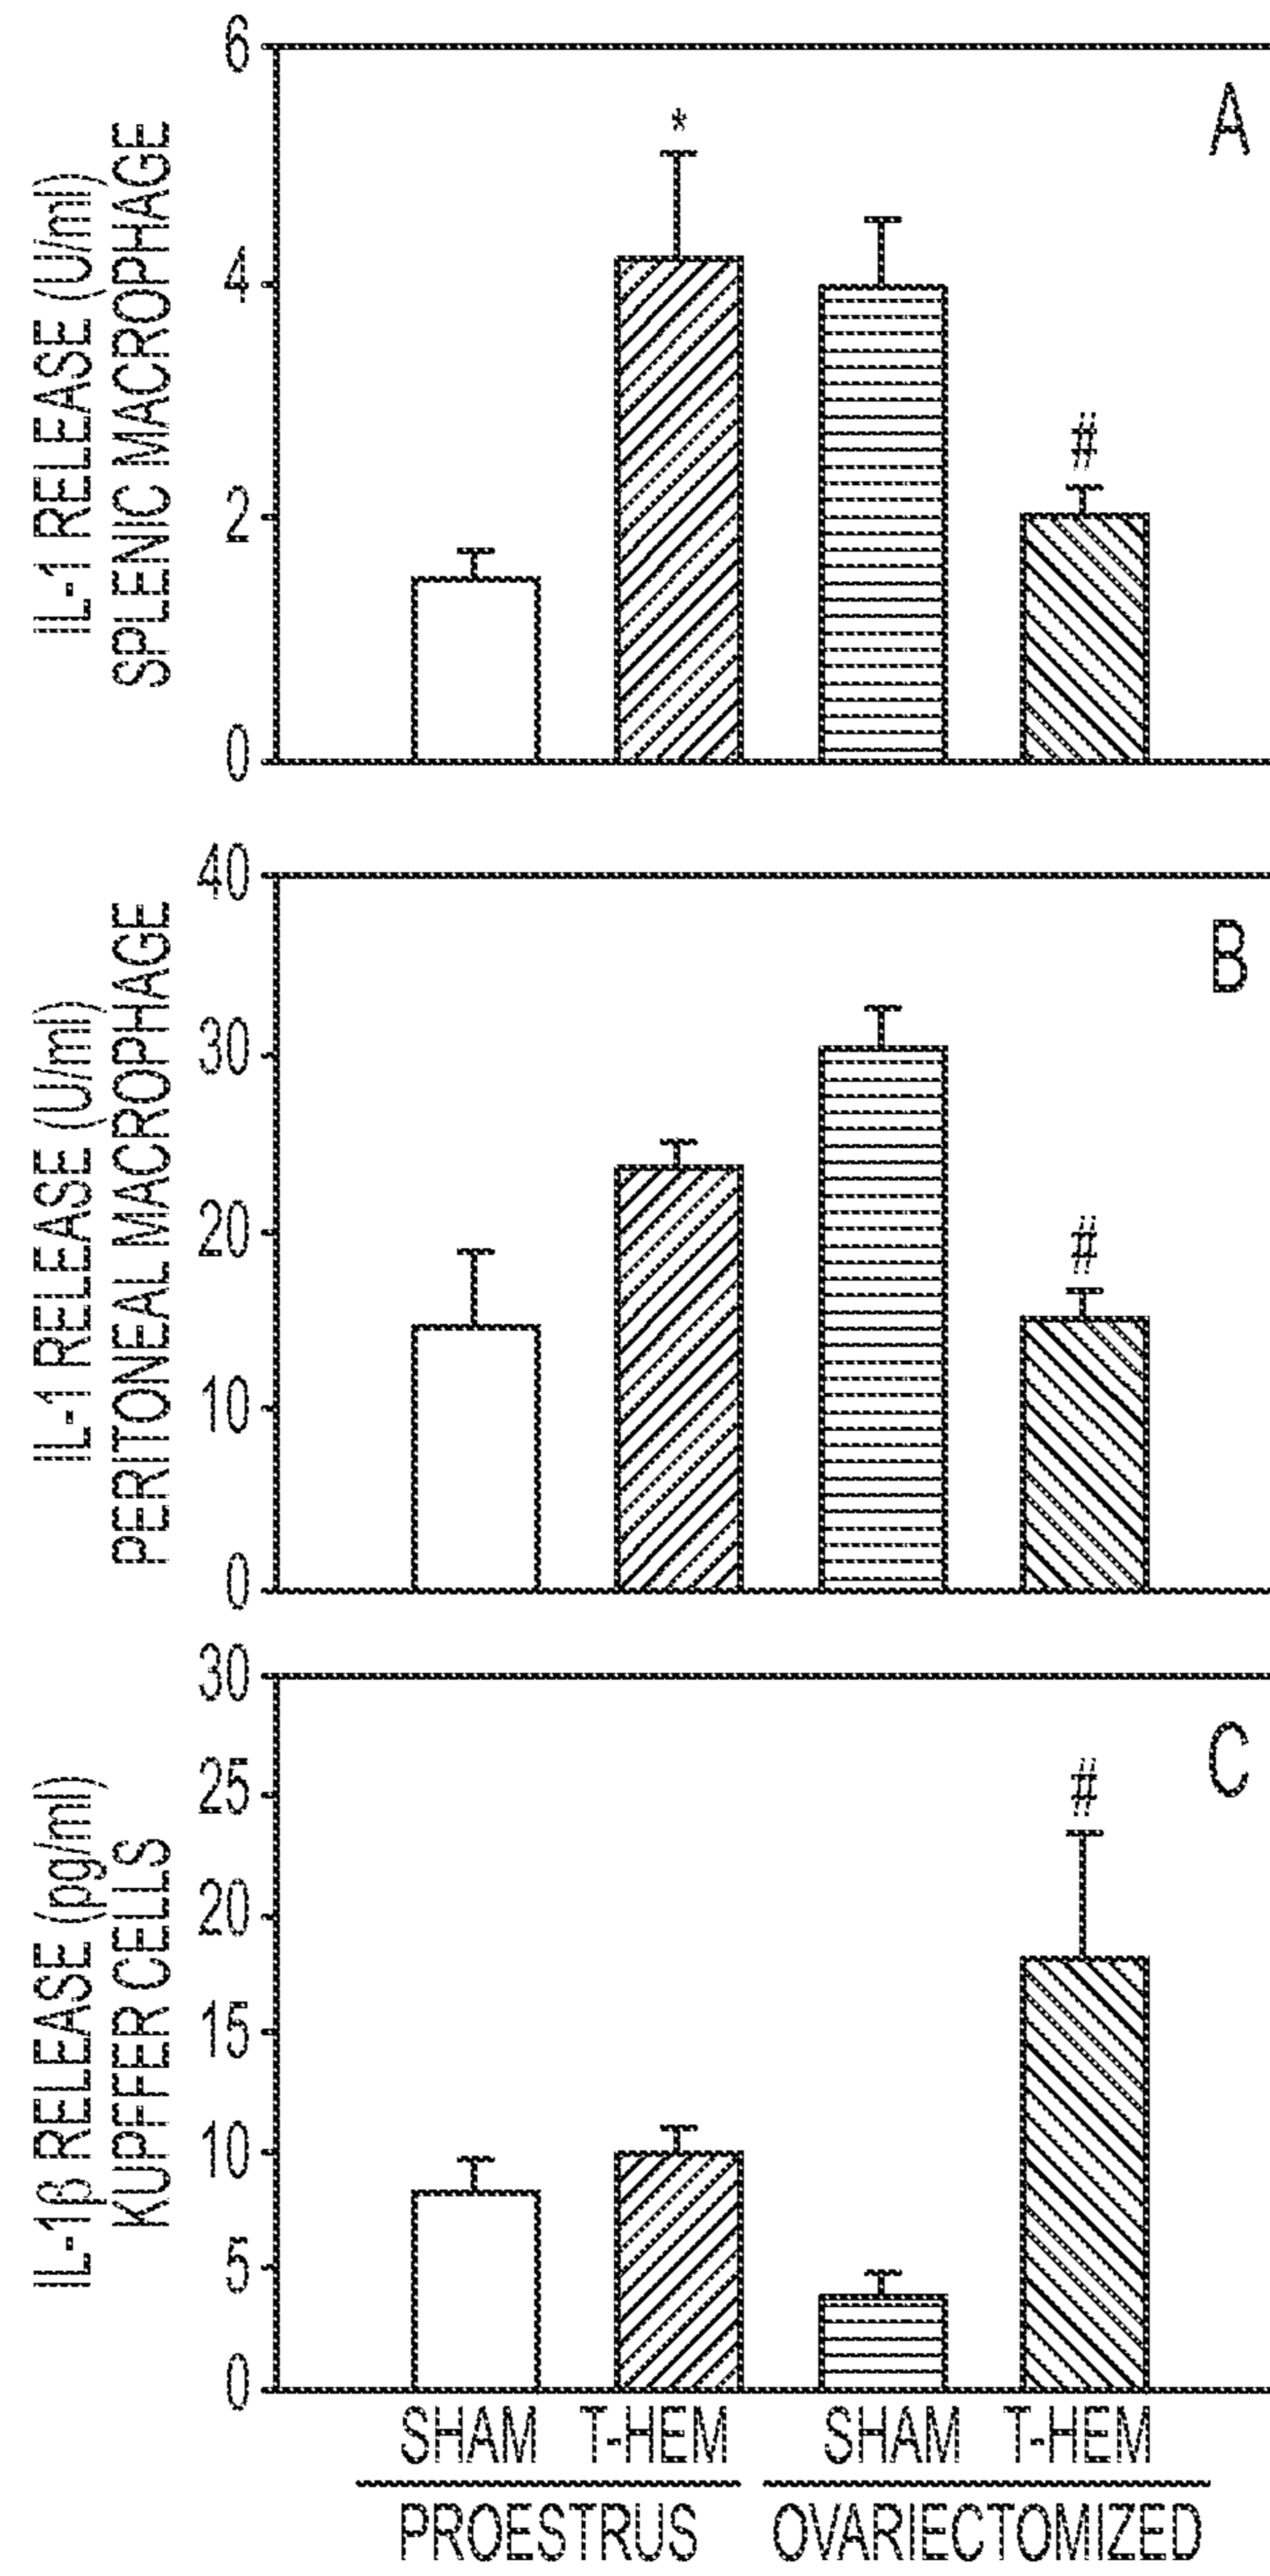 IL-1 RELEASE (U/ml)
SPLENIC MACROPHAGE
6
4
2
0
*
#
A
IL-1 RELEASE (U/ml)
PERITONEAL MACROPHAGE
40
30
20
10
0
#
B
IL-1β RELEASE (pg/ml)
KUPFFER CELLS
30
25
20
15
10
5
0
#
C
SHAM T-HEM SHAM T-HEM
PROESTRUS OVARIECTOMIZED